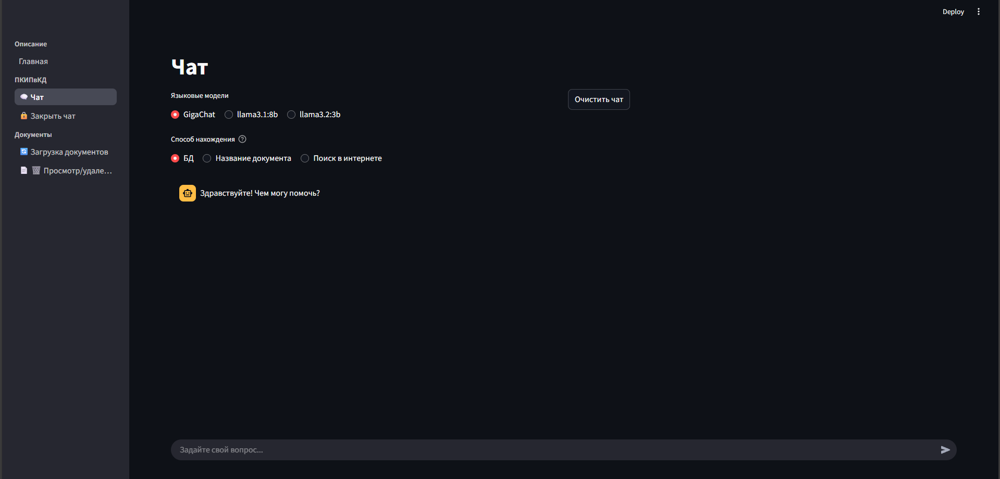 Deploy
Описание
Главная
ПКИПвКД
Чат
Закрыть чат
Документы
Загрузка документов
Просмотр/удале...
Чат
Языковые модели
GigaChat llama3.1:8b llama3.2:3b
Очистить чат
Способ нахождения
БД Название документа Поиск в интернете
Здравствуйте! Чем могу помочь?
Задайте свой вопрос...